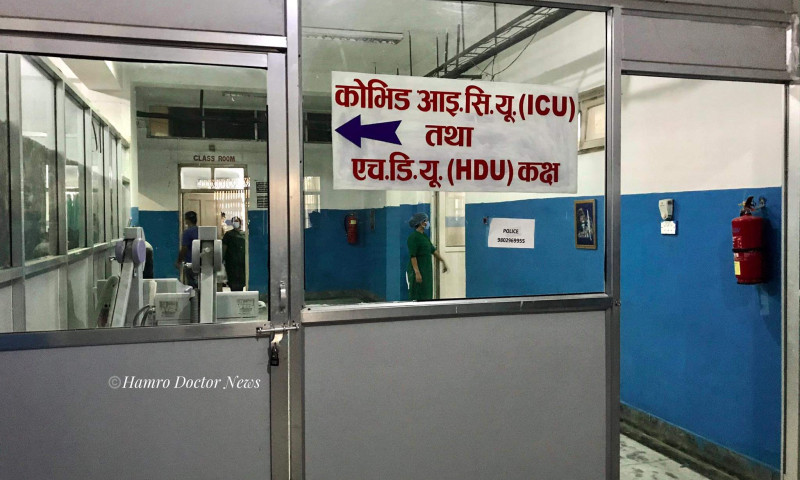 कोभिड आइ.सि.यू. (ICU)
तथा
एच.डि.यू. (HDU) कक्ष
CLASS ROOM
POLICE
9802969955
©Hamro Doctor News